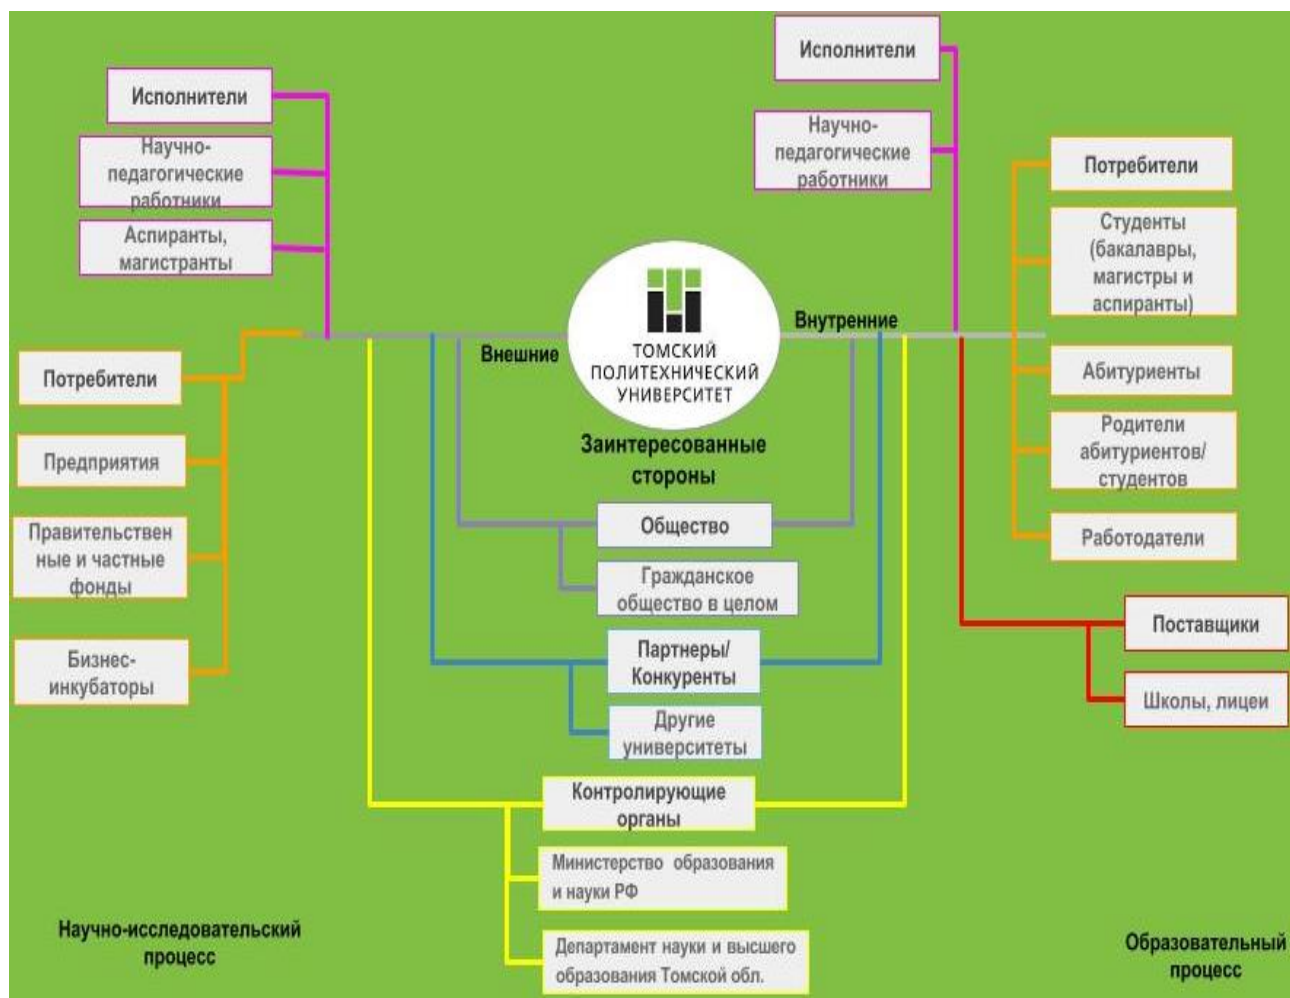 Исполнители
Научно-
педагогические
работники
Аспиранты,
магистранты
Потребители
Предприятия
Правительствен
ные и частные
фонды
Бизнес-
инкубаторы
Научно-исследовательский
процесс
Внешние
ТОМСКИЙ
ПОЛИТЕХНИЧЕСКИЙ
УНИВЕРСИТЕТ
Внутренние
Заинтересованные
стороны
Общество
Гражданское
общество в целом
Партнеры/
Конкуренты
Другие
университеты
Контролирующие
органы
Министерство образования
и науки РФ
Департамент науки и высшего
образования Томской обл.
Исполнители
Научно-
педагогические
работники
Потребители
Студенты
(бакалавры,
магистры и
аспиранты)
Абитуриенты
Родители
абитуриентов/
студентов
Работодатели
Поставщики
Школы, лицеи
Образовательный
процесс